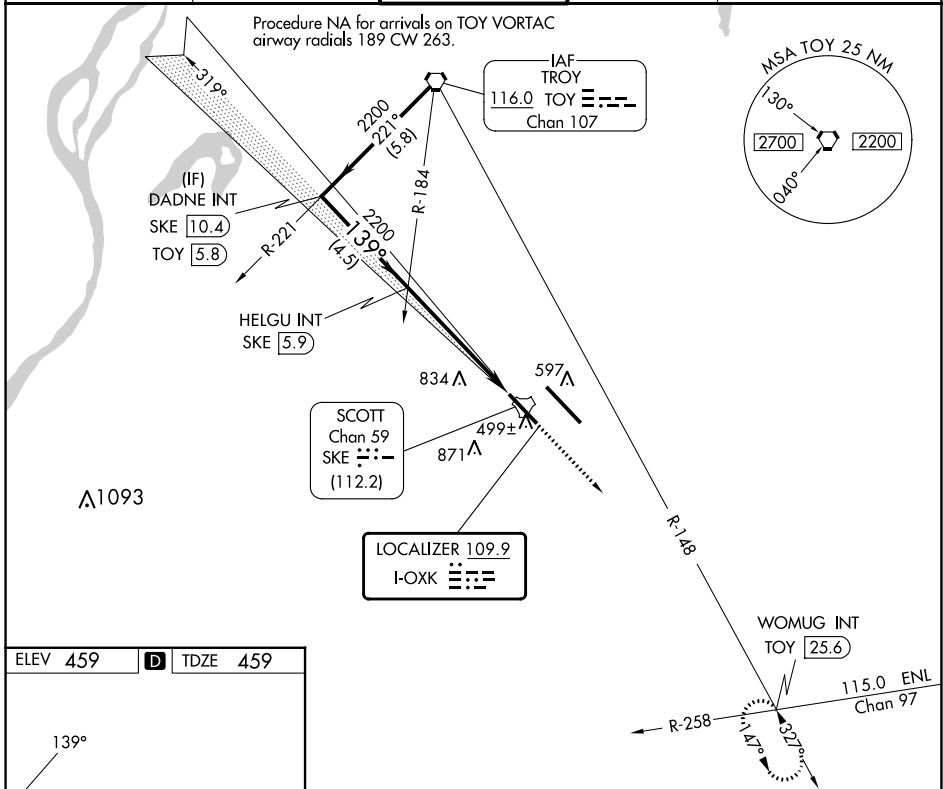 Procedure NA for arrivals on TOY VORTAC
airway radials 189 CW 263.
IAF
TROY
116.0 TOY
Chan 107
MSA TOY 25 NM
130°
2700
2200
040°
319°
2200
221°
(5.8)
R-184
(IF)
DADNE INT
SKE 10.4
TOY 5.8
R-221
2200
139°
(4.5)
HELGU INT
SKE 5.9
834
597
499±
871
SCOTT
Chan 59
SKE
(112.2)
1093
LOCALIZER 109.9
I-OXK
R-148
WOMUG INT
TOY 25.6
115.0 ENL
Chan 97
R-258
147°
327°
ELEV 459 D TDZE 459
139°